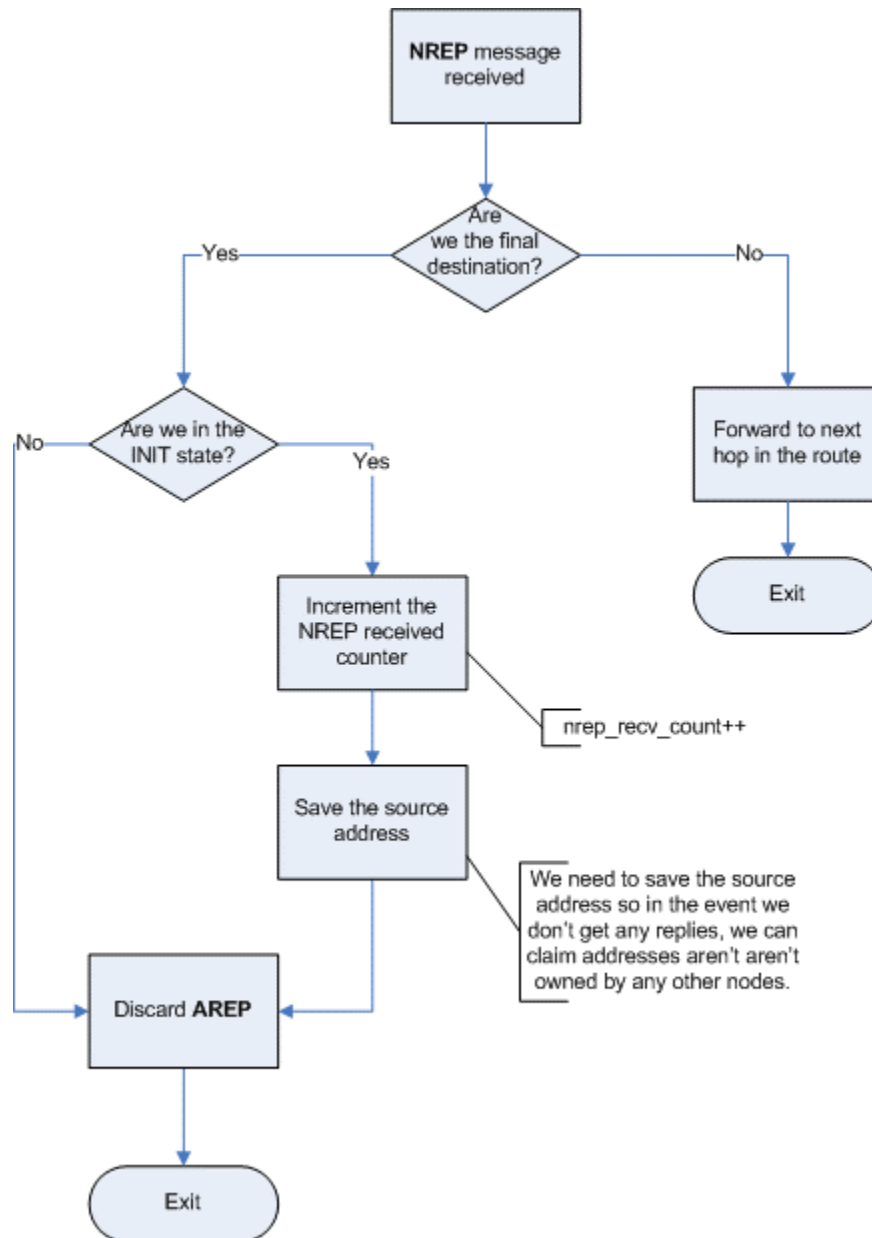 NREP message
received
Are
we the final
destination?
Yes
No
Are we in the
INIT state?
No
Yes
Forward to next
hop in the route
Exit
Increment the
NREP received
counter
nrep_recv_count++
Save the source
address
We need to save the source
address so in the event we
don't get any replies, we can
claim addresses aren't aren't
owned by any other nodes.
Discard AREP
Exit